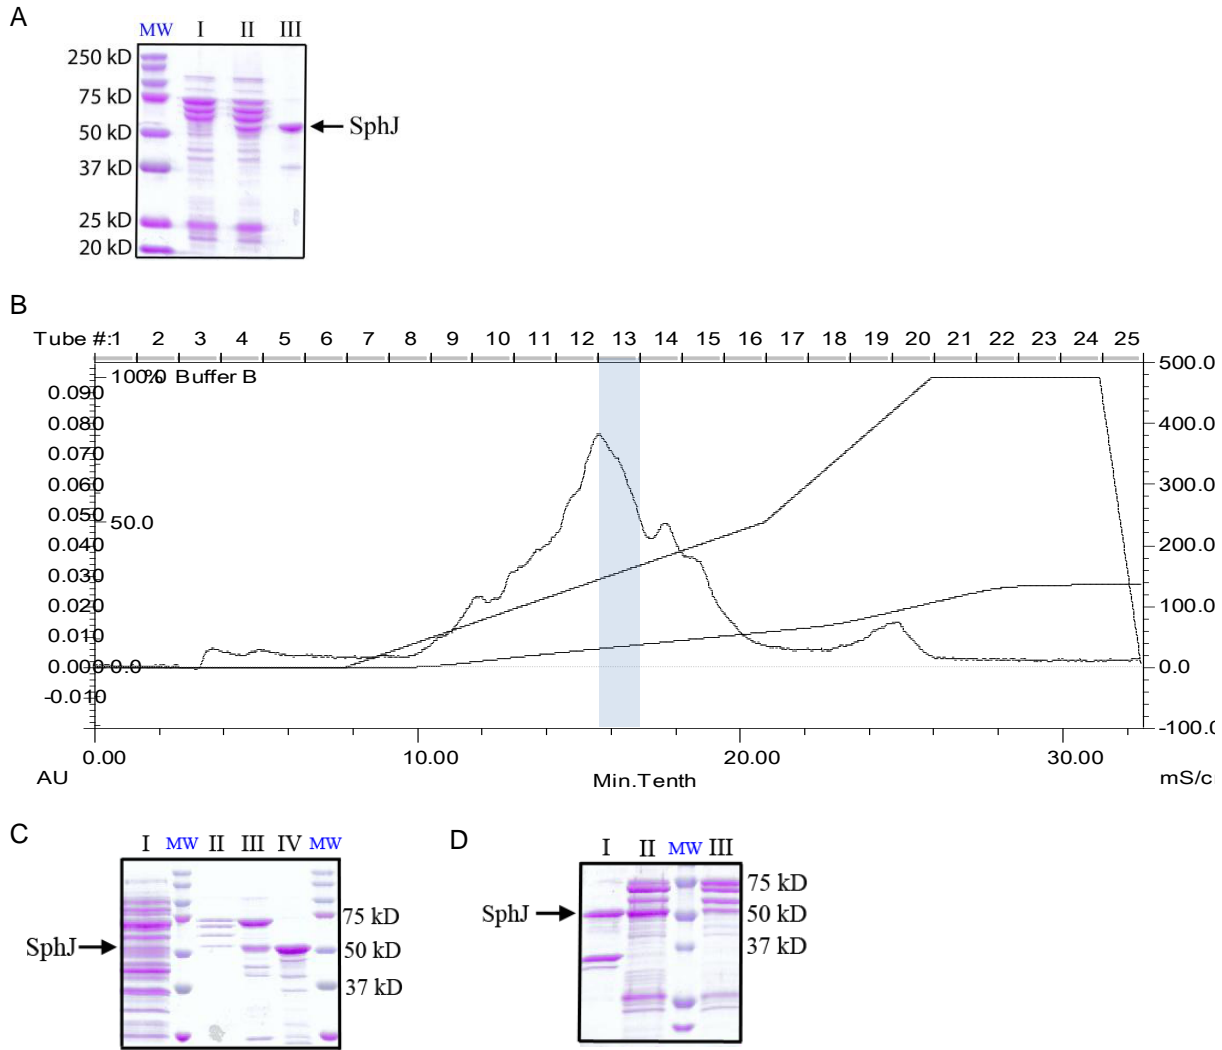 A
MW I II III
250 kD
75 kD
50 kD
37 kD
25 kD
20 kD
SphJ
B
Tube #:1 2 3 4 5 6 7 8 9 10 11 12 13 14 15 16 17 18 19 20 21 22 23 24 25
Buffer B
0.090
0.080
0.070
0.060
0.050
0.040
0.030
0.020
0.010
0.000
-0.010
50.0
0.0
500.0
400.0
300.0
200.0
100.0
0.0
-100.0
0.00 10.00 20.00 30.00
AU Min.Tenth mS/c
C
I MW II III IV MW
75 kD
SphJ
50 kD
37 kD
D
I II MW III
75 kD
SphJ
50 kD
37 kD